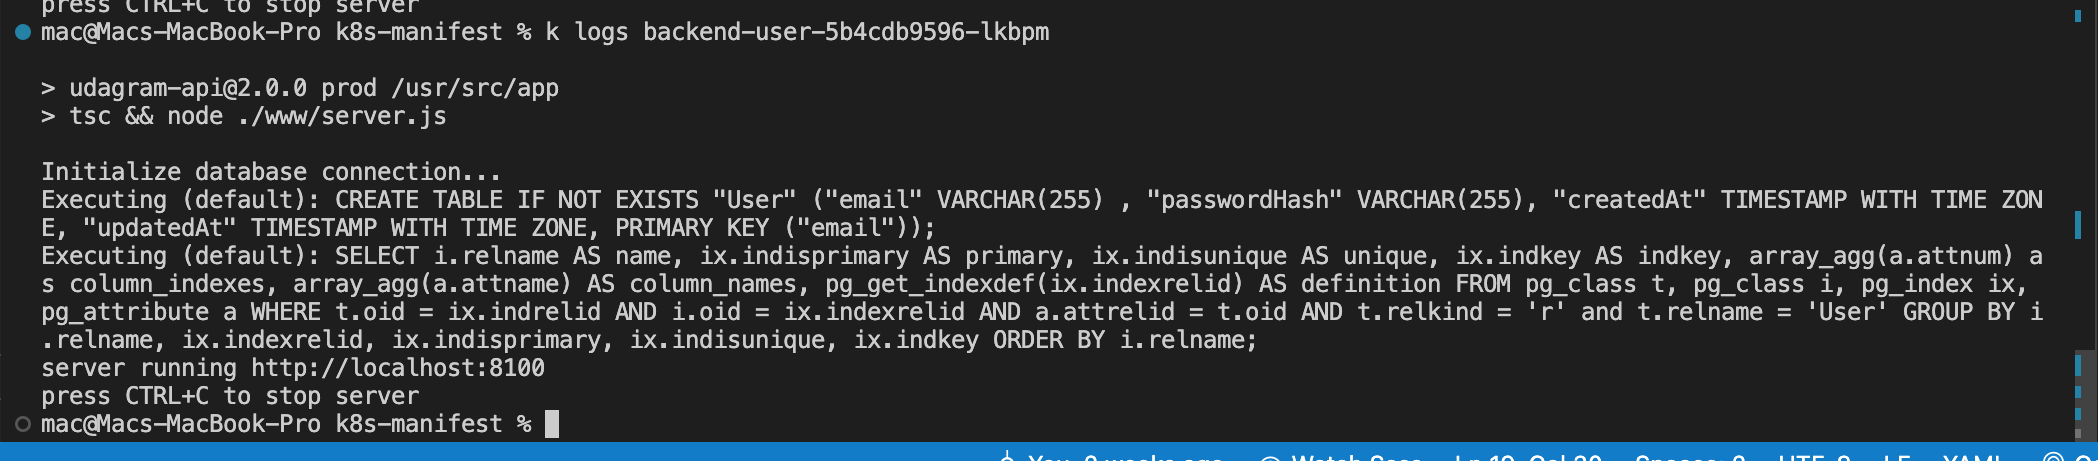 press CTRL+C to stop server
mac@Macs-MacBook-Pro k8s-manifest % k logs backend-user-5b4cdb9596-lkbpm
> udagram-api@2.0.0 prod /usr/src/app
> tsc && node ./www/server.js
Initialize database connection...
Executing (default): CREATE TABLE IF NOT EXISTS "User" ("email" VARCHAR(255) , "passwordHash" VARCHAR(255), "createdAt" TIMESTAMP WITH TIME ZON
E, "updatedAt" TIMESTAMP WITH TIME ZONE, PRIMARY KEY ("email"));
Executing (default): SELECT i.relname AS name, ix.indisprimary AS primary, ix.indisunique AS unique, ix.indkey AS indkey, array_agg(a.attnum) a
s column_indexes, array_agg(a.attname) AS column_names, pg_get_indexdef(ix.indexrelid) AS definition FROM pg_class t, pg_class i, pg_index ix,
pg_attribute a WHERE t.oid = ix.indrelid AND i.oid = ix.indexrelid AND a.attrelid = t.oid AND t.relkind = 'r' and t.relname = 'User' GROUP BY i
.relname, ix.indexrelid, ix.indisprimary, ix.indisunique, ix.indkey ORDER BY i.relname;
server running http://localhost:8100
press CTRL+C to stop server
mac@Macs-MacBook-Pro k8s-manifest %